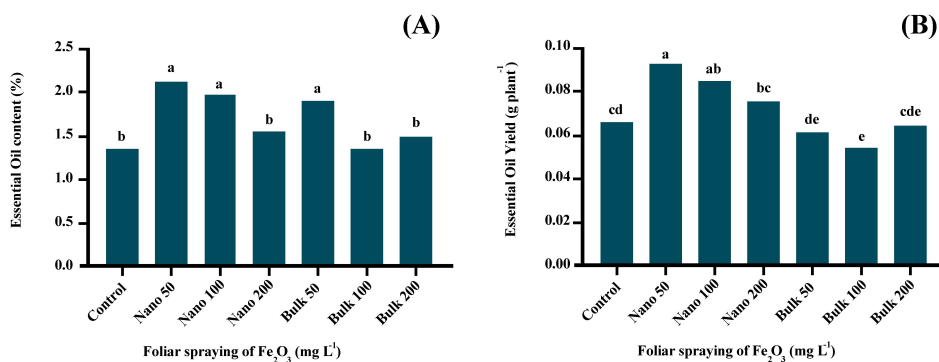 (A)
Essential Oil content (%)
2.5
2.0
1.5
1.0
0.5
0.0
b
a
a
b
a
b
b
Control
Nano 50
Nano 100
Nano 200
Bulk 50
Bulk 100
Bulk 200
Foliar spraying of Fe₂O₃ (mg L⁻¹)
(B)
Essential Oil Yield (g plant⁻¹)
0.10
0.08
0.06
0.04
0.02
0.00
cd
a
ab
bc
de
e
cde
Control
Nano 50
Nano 100
Nano 200
Bulk 50
Bulk 100
Bulk 200
Foliar spraying of Fe₂O₃ (mg L⁻¹)